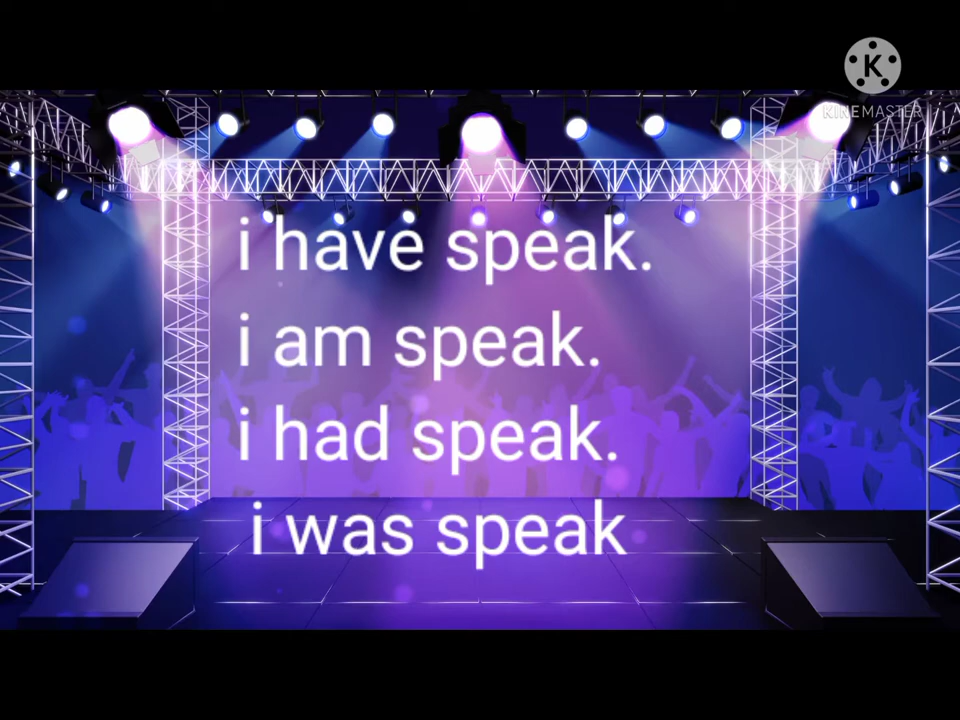 KINEMASTER
i have speak.
i am speak.
i had speak.
i was speak